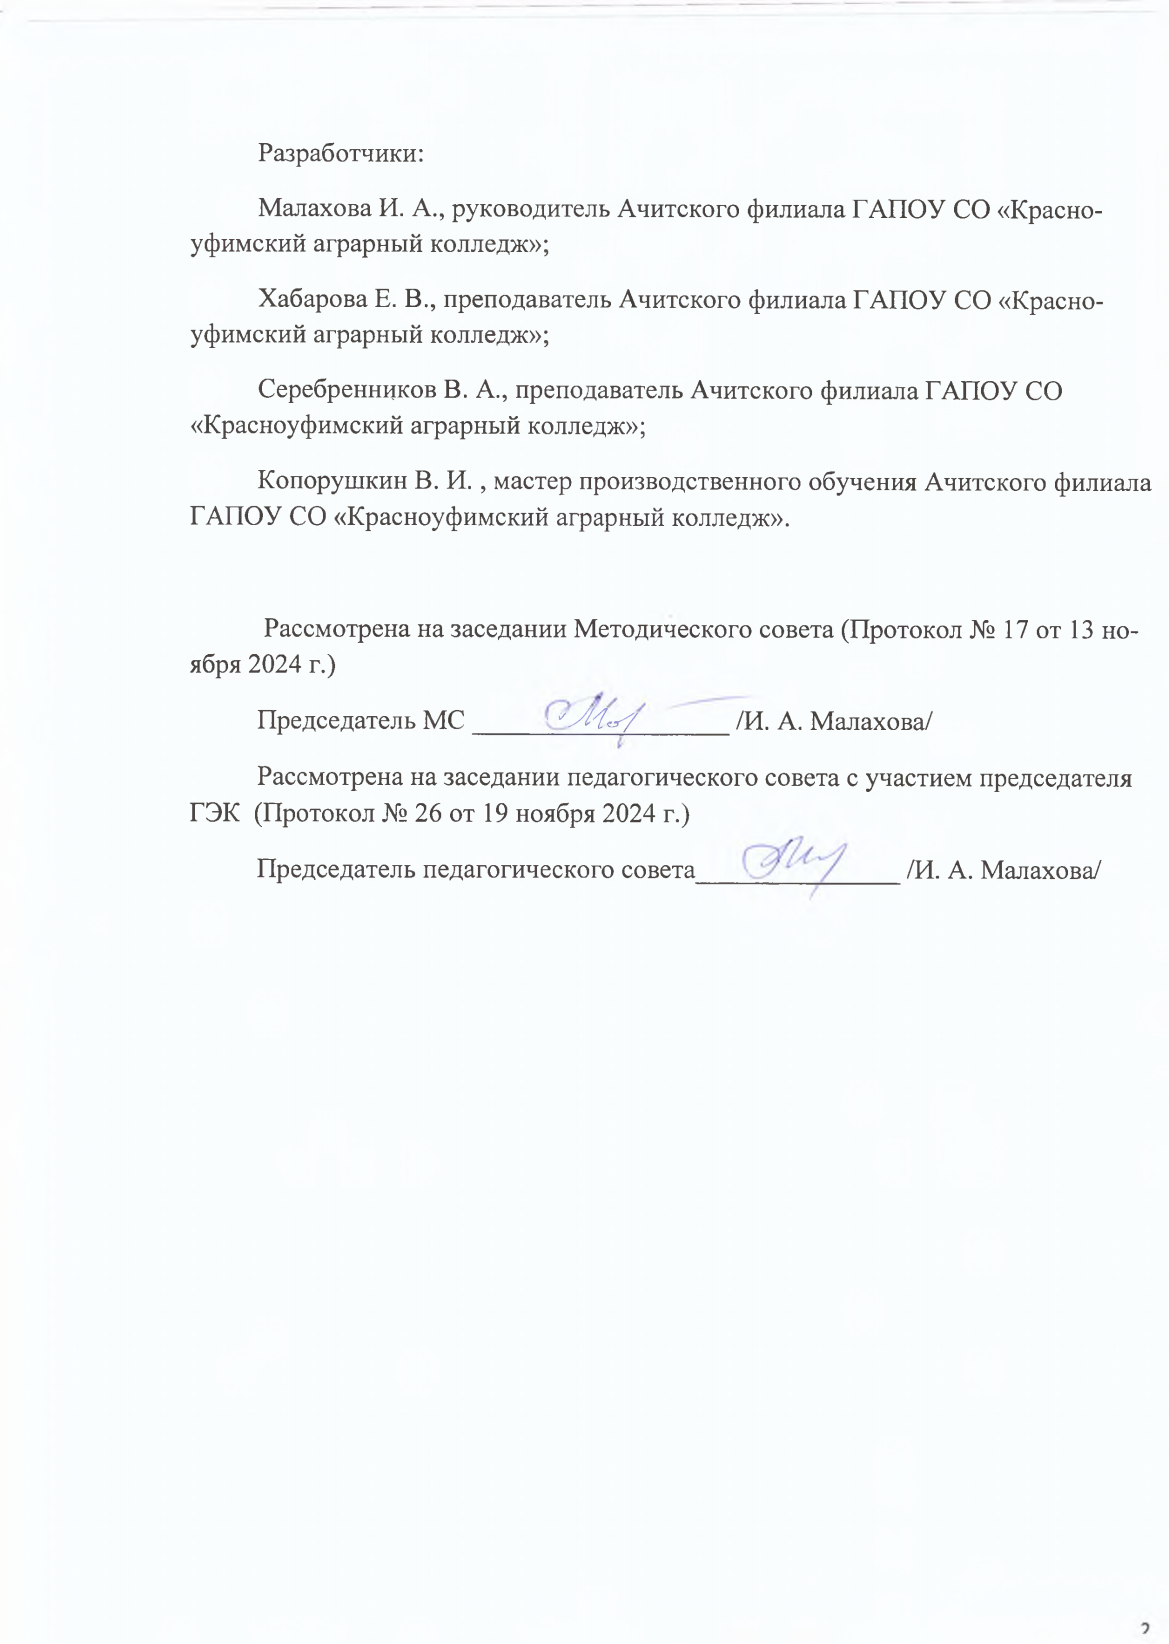 Разработчики:
Малахова И. А., руководитель Ачитского филиала ГАПОУ СО «Красно-
уфимский аграрный колледж»;
Хабарова Е. В., преподаватель Ачитского филиала ГАПОУ СО «Красно-
уфимский аграрный колледж»;
Серебренников В. А., преподаватель Ачитского филиала ГАПОУ СО
«Красноуфимский аграрный колледж»;
Копорушкин В. И. , мастер производственного обучения Ачитского филиала
ГАПОУ СО «Красноуфимский аграрный колледж».
Рассмотрена на заседании Методического совета (Протокол № 17 от 13 но-
ября 2024 г.)
Председатель МС ___________________ /И. А. Малахова/
Рассмотрена на заседании педагогического совета с участием председателя
ГЭК (Протокол № 26 от 19 ноября 2024 г.)
Председатель педагогического совета_______________ /И. А. Малахова/
2